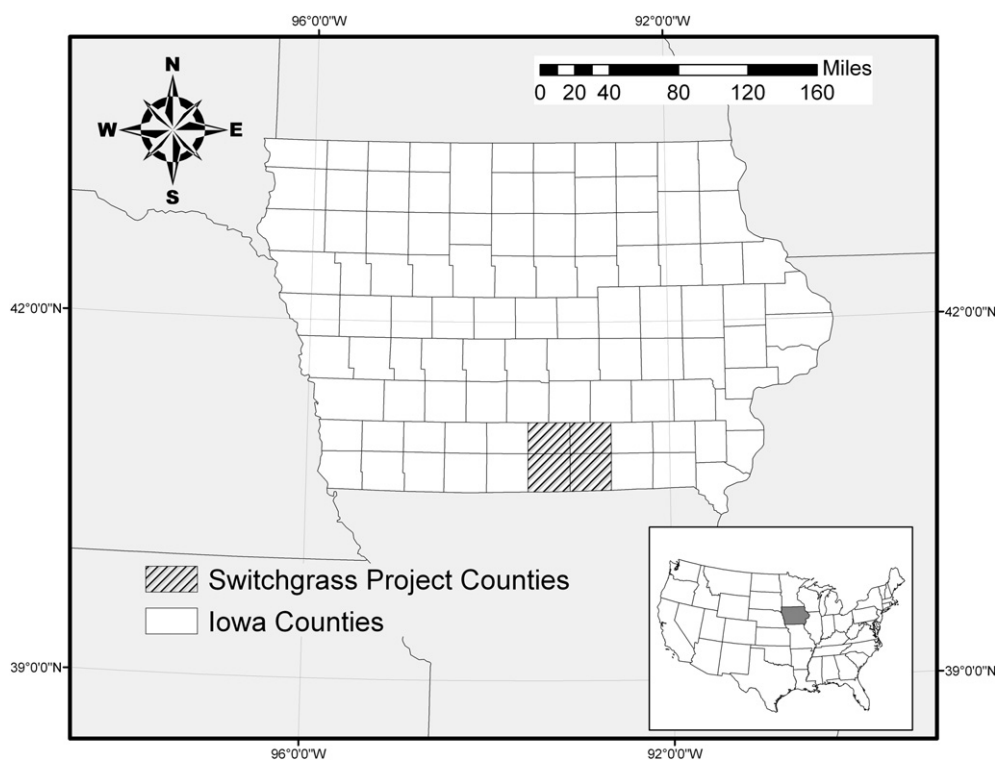 96°0'0"W 92°0'0"W
N
W E
S
Miles
0 20 40 80 120 160
42°0'0"N 42°0'0"N
Switchgrass Project Counties
Iowa Counties
39°0'0"N 39°0'0"N
96°0'0"W 92°0'0"W